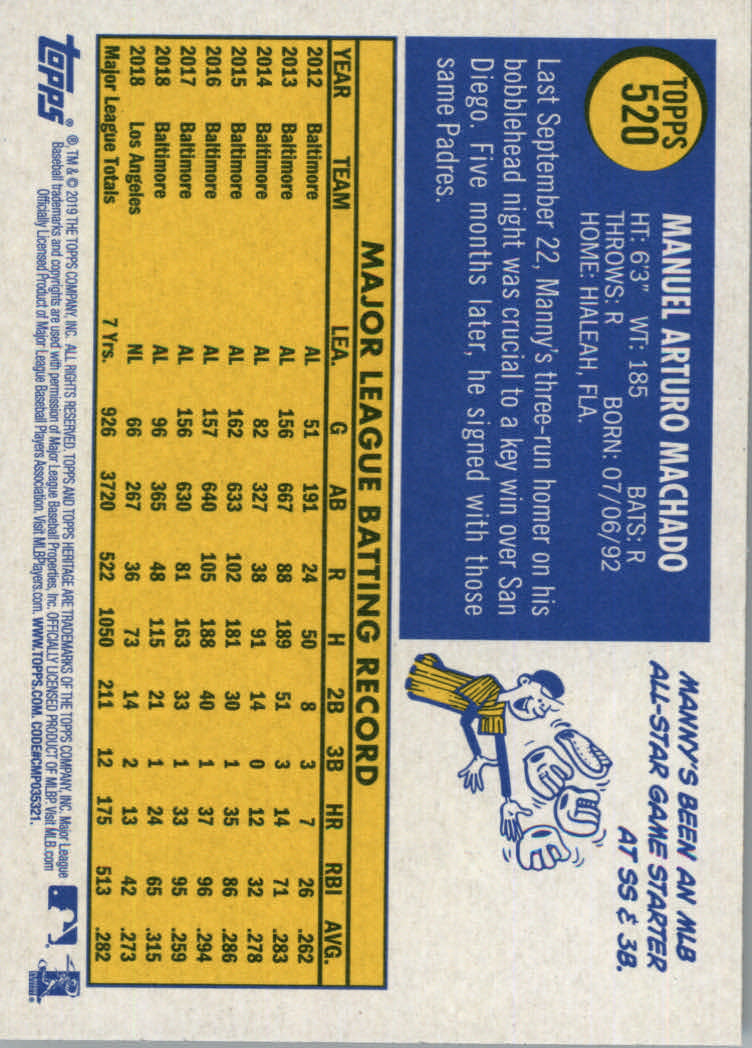 TOPPS
520
MANUEL ARTURO MACHADO
HT: 6'3" WT: 185 BATS: R
THROWS: R BORN: 07/06/92
HOME: HIALEAH, FLA.
Last September 22, Manny's three-run homer on his
bobblehead night was crucial to a key win over San
Diego. Five months later, he signed with those
same Padres.
MANNY'S BEEN AN MLB
ALL-STAR GAME STARTER
AT SS & 3B.
MAJOR LEAGUE BATTING RECORD
YEAR TEAM LEA. G AB R H 2B 3B HR RBI AVG.
2012 Baltimore AL 51 191 24 50 8 3 7 26 .262
2013 Baltimore AL 156 667 88 189 51 3 14 71 .283
2014 Baltimore AL 82 327 38 91 14 0 12 32 .278
2015 Baltimore AL 162 633 102 181 30 1 35 86 .286
2016 Baltimore AL 157 640 105 188 40 1 37 96 .294
2017 Baltimore AL 156 630 81 163 33 1 33 95 .259
2018 Baltimore AL 96 365 48 115 21 1 24 65 .315
2018 Los Angeles NL 66 267 36 73 14 2 13 42 .273
Major League Totals 7 Yrs. 926 3720 522 1050 211 12 175 513 .282
topps®
®, TM & © 2019 THE TOPPS COMPANY, INC. ALL RIGHTS RESERVED. TOPPS AND TOPPS HERITAGE ARE TRADEMARKS OF THE TOPPS COMPANY, INC. Major League
Baseball trademarks and copyrights are used with permission of Major League Baseball Properties, Inc. OFFICIALLY LICENSED PRODUCT OF MLBP. Visit MLB.com
Officially Licensed Product of Major League Baseball Players Association. Visit MLBPlayers.com. WWW.TOPPS.COM. CODE#CMP035321.